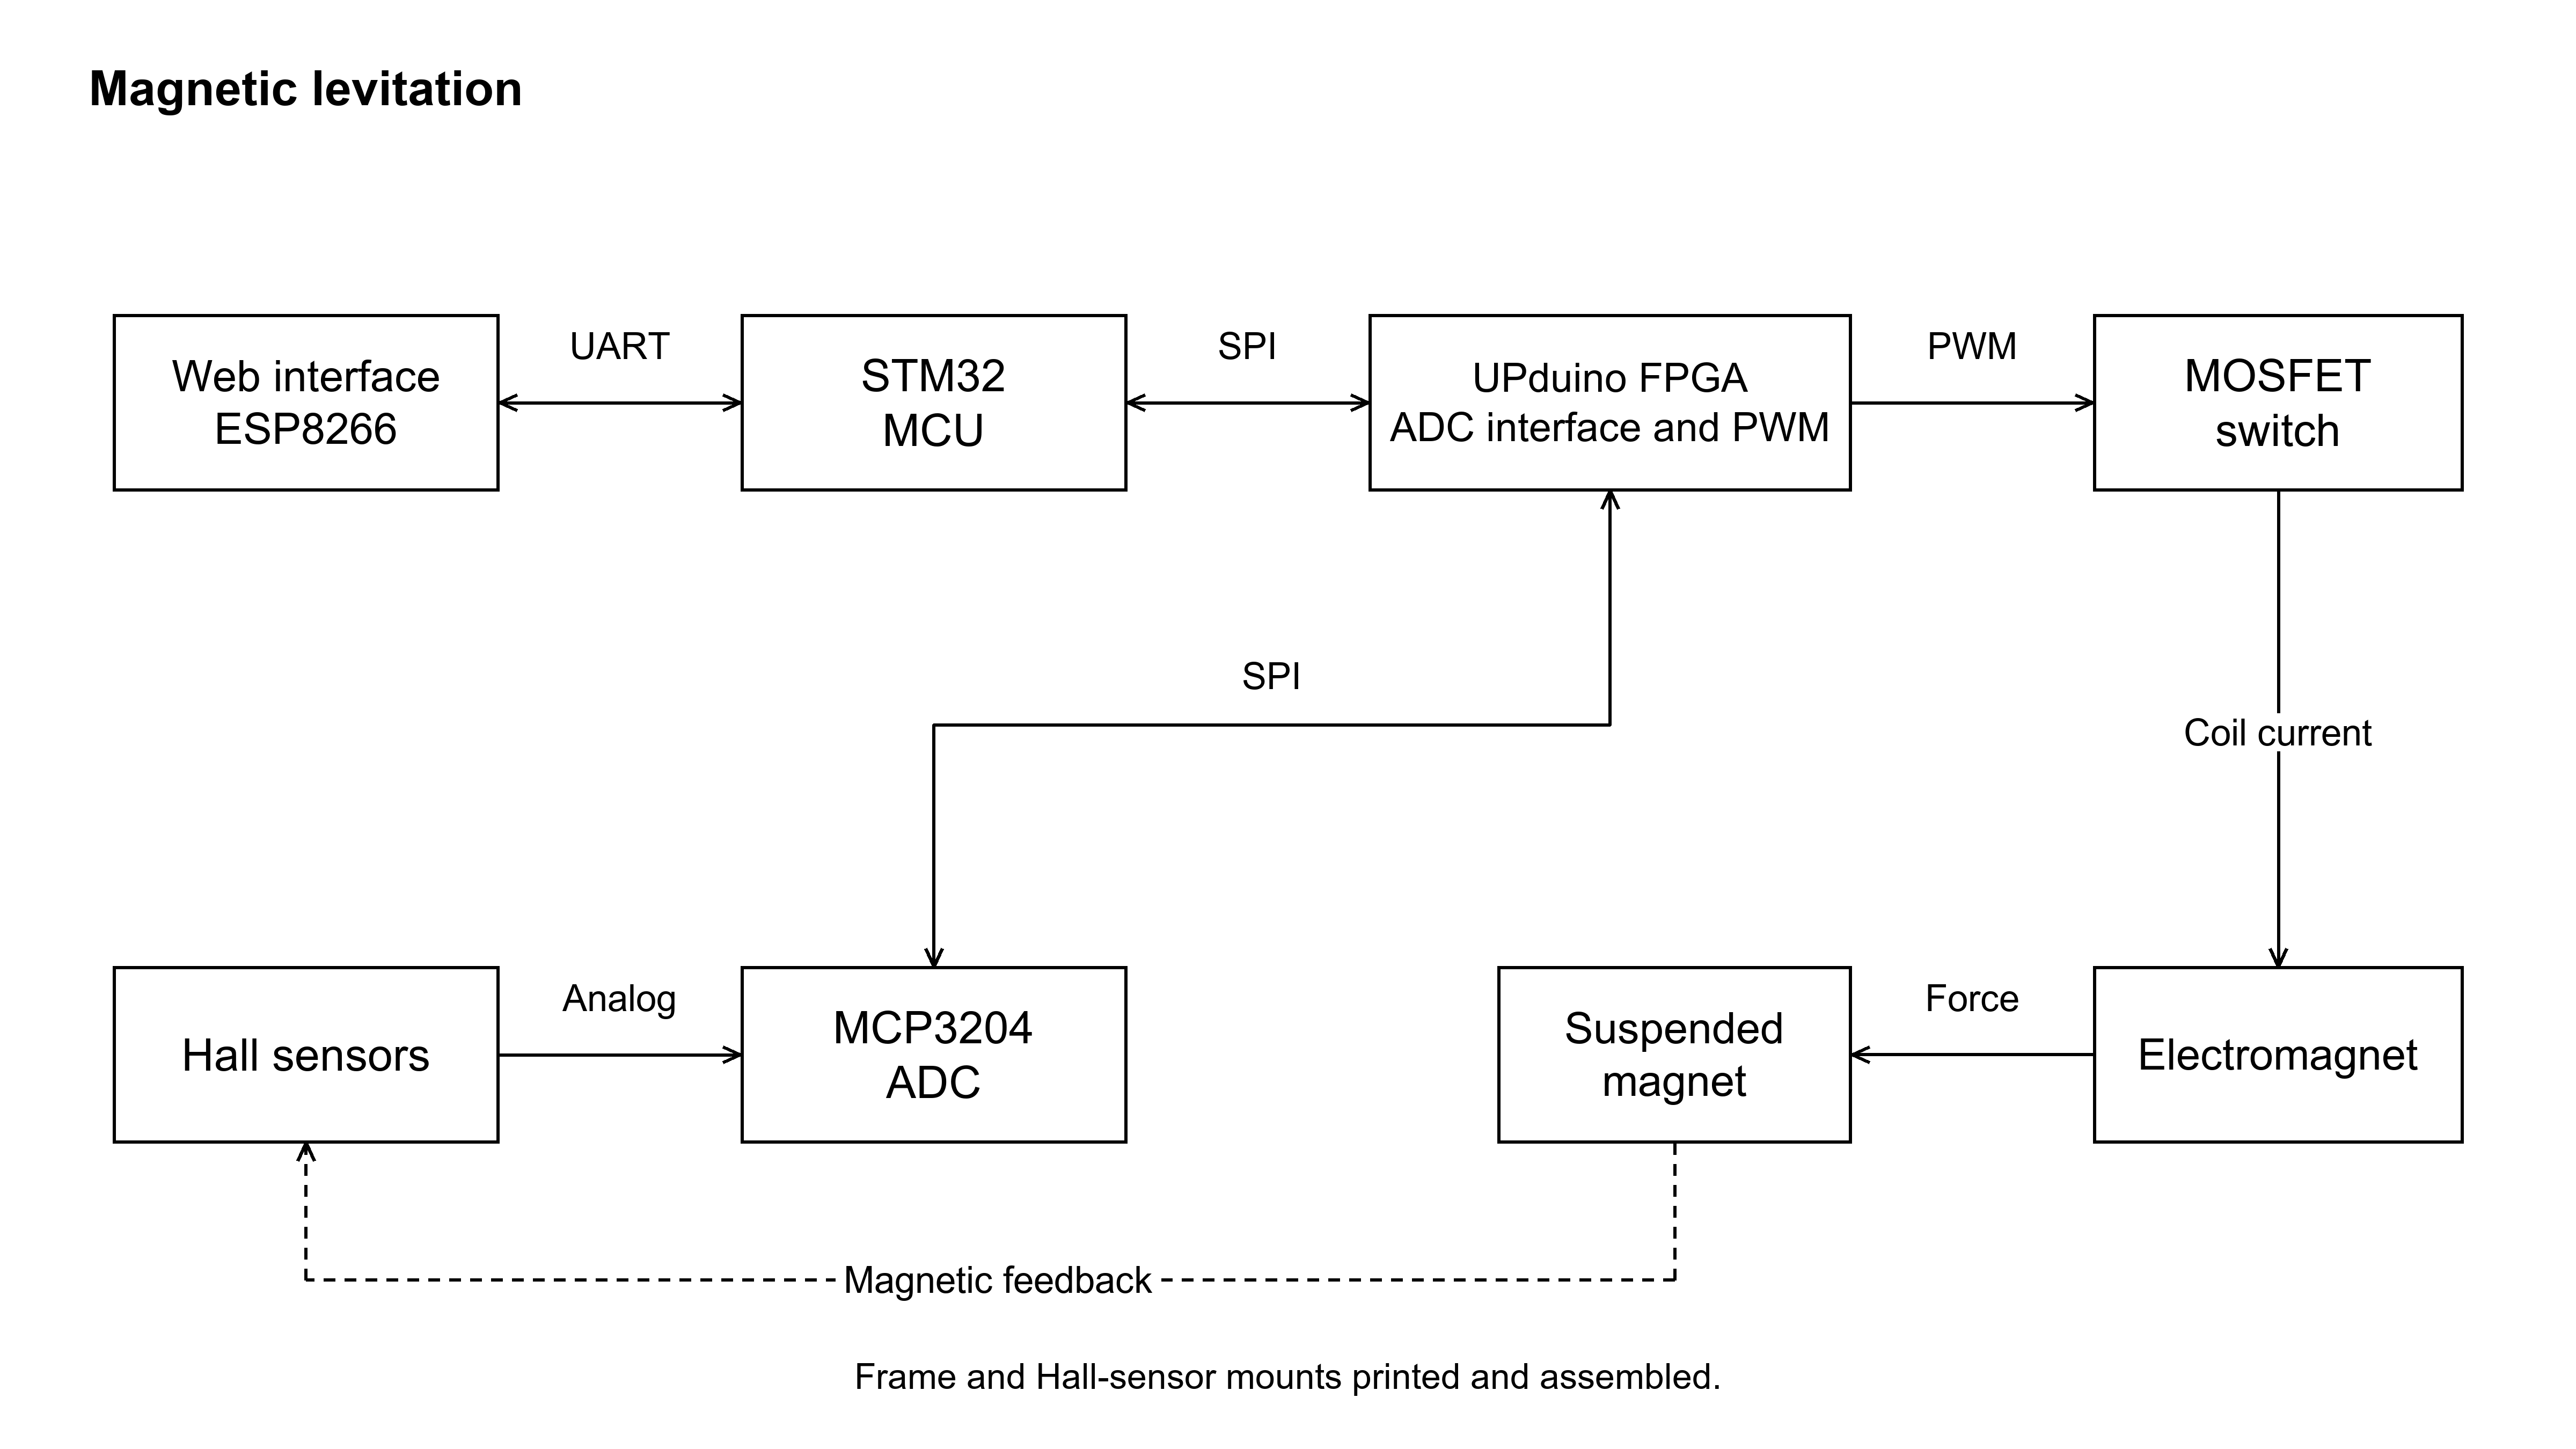 Magnetic levitation
Web interface
ESP8266
UART
STM32
MCU
SPI
UPduino FPGA
ADC interface and PWM
PWM
MOSFET
switch
SPI
Coil current
Hall sensors
Analog
MCP3204
ADC
Suspended
magnet
Force
Electromagnet
Magnetic feedback
Frame and Hall-sensor mounts printed and assembled.